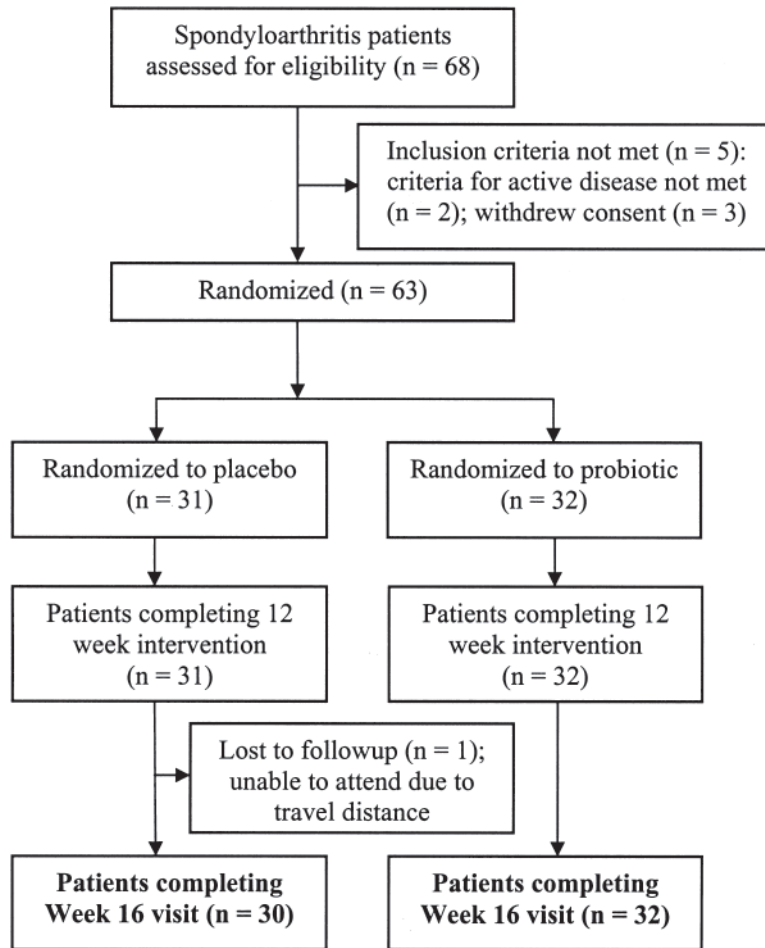 Spondyloarthritis patients
assessed for eligibility (n = 68)
Inclusion criteria not met (n = 5):
criteria for active disease not met
(n = 2); withdrew consent (n = 3)
Randomized (n = 63)
Randomized to placebo
(n = 31)
Randomized to probiotic
(n = 32)
Patients completing 12
week intervention
(n = 31)
Patients completing 12
week intervention
(n = 32)
Lost to followup (n = 1);
unable to attend due to
travel distance
Patients completing
Week 16 visit (n = 30)
Patients completing
Week 16 visit (n = 32)